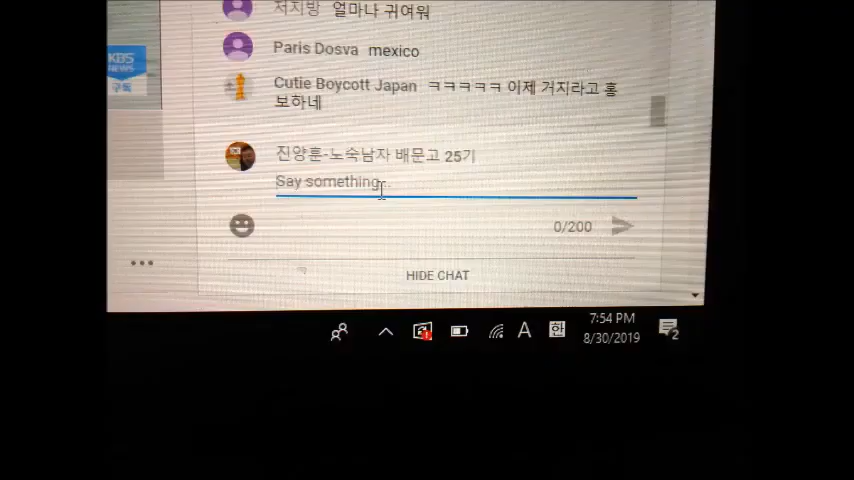 저지방 얼마나 귀여워
Paris Dosva mexico
KBS
NEWS
구독
Cutie Boycott Japan ㅋㅋㅋㅋㅋ 이제 거지라고 홍
보하네
진양훈-노숙남자 배문고 25기
Say something...
0/200
HIDE CHAT
A 한
7:54 PM
8/30/2019
2